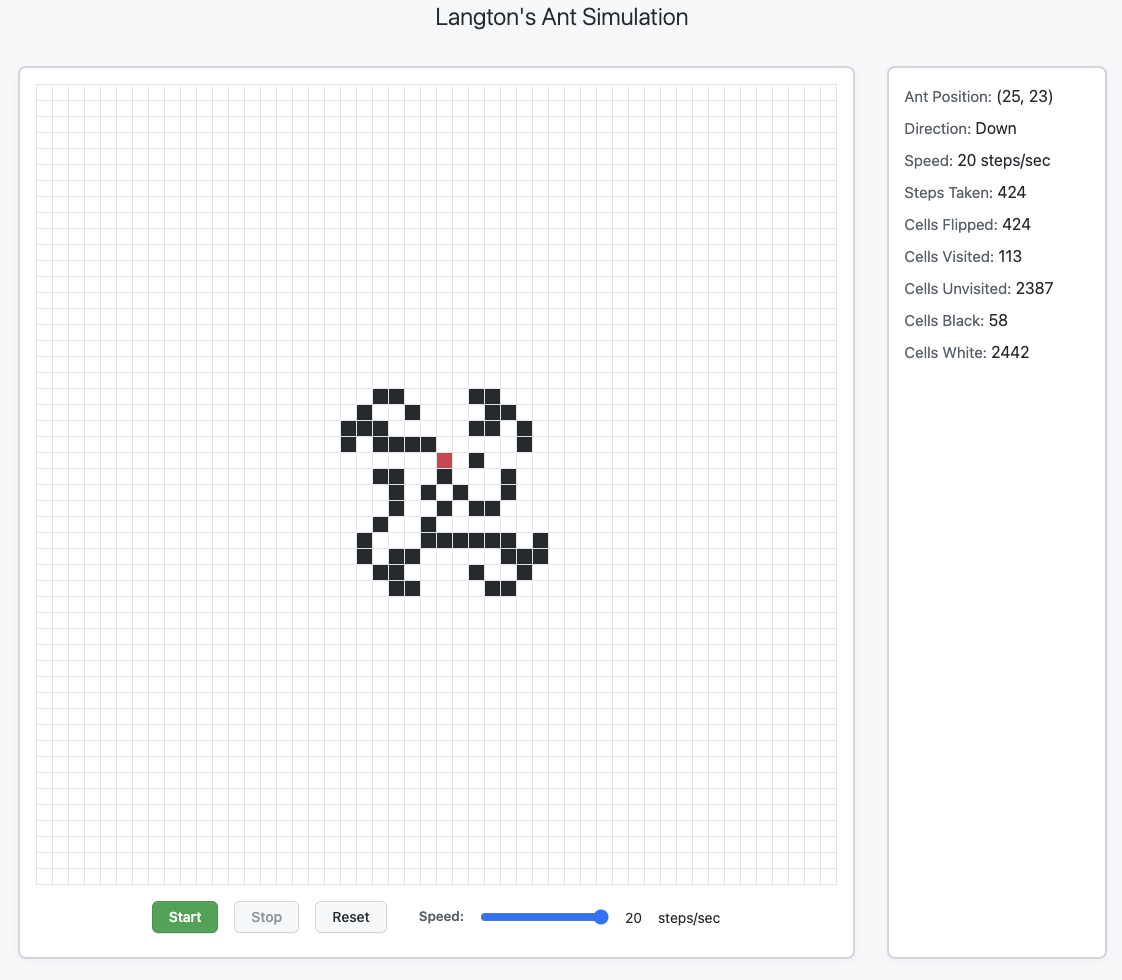 Langton's Ant Simulation
Ant Position: (25, 23)
Direction: Down
Speed: 20 steps/sec
Steps Taken: 424
Cells Flipped: 424
Cells Visited: 113
Cells Unvisited: 2387
Cells Black: 58
Cells White: 2442
Start Stop Reset Speed: 20 steps/sec